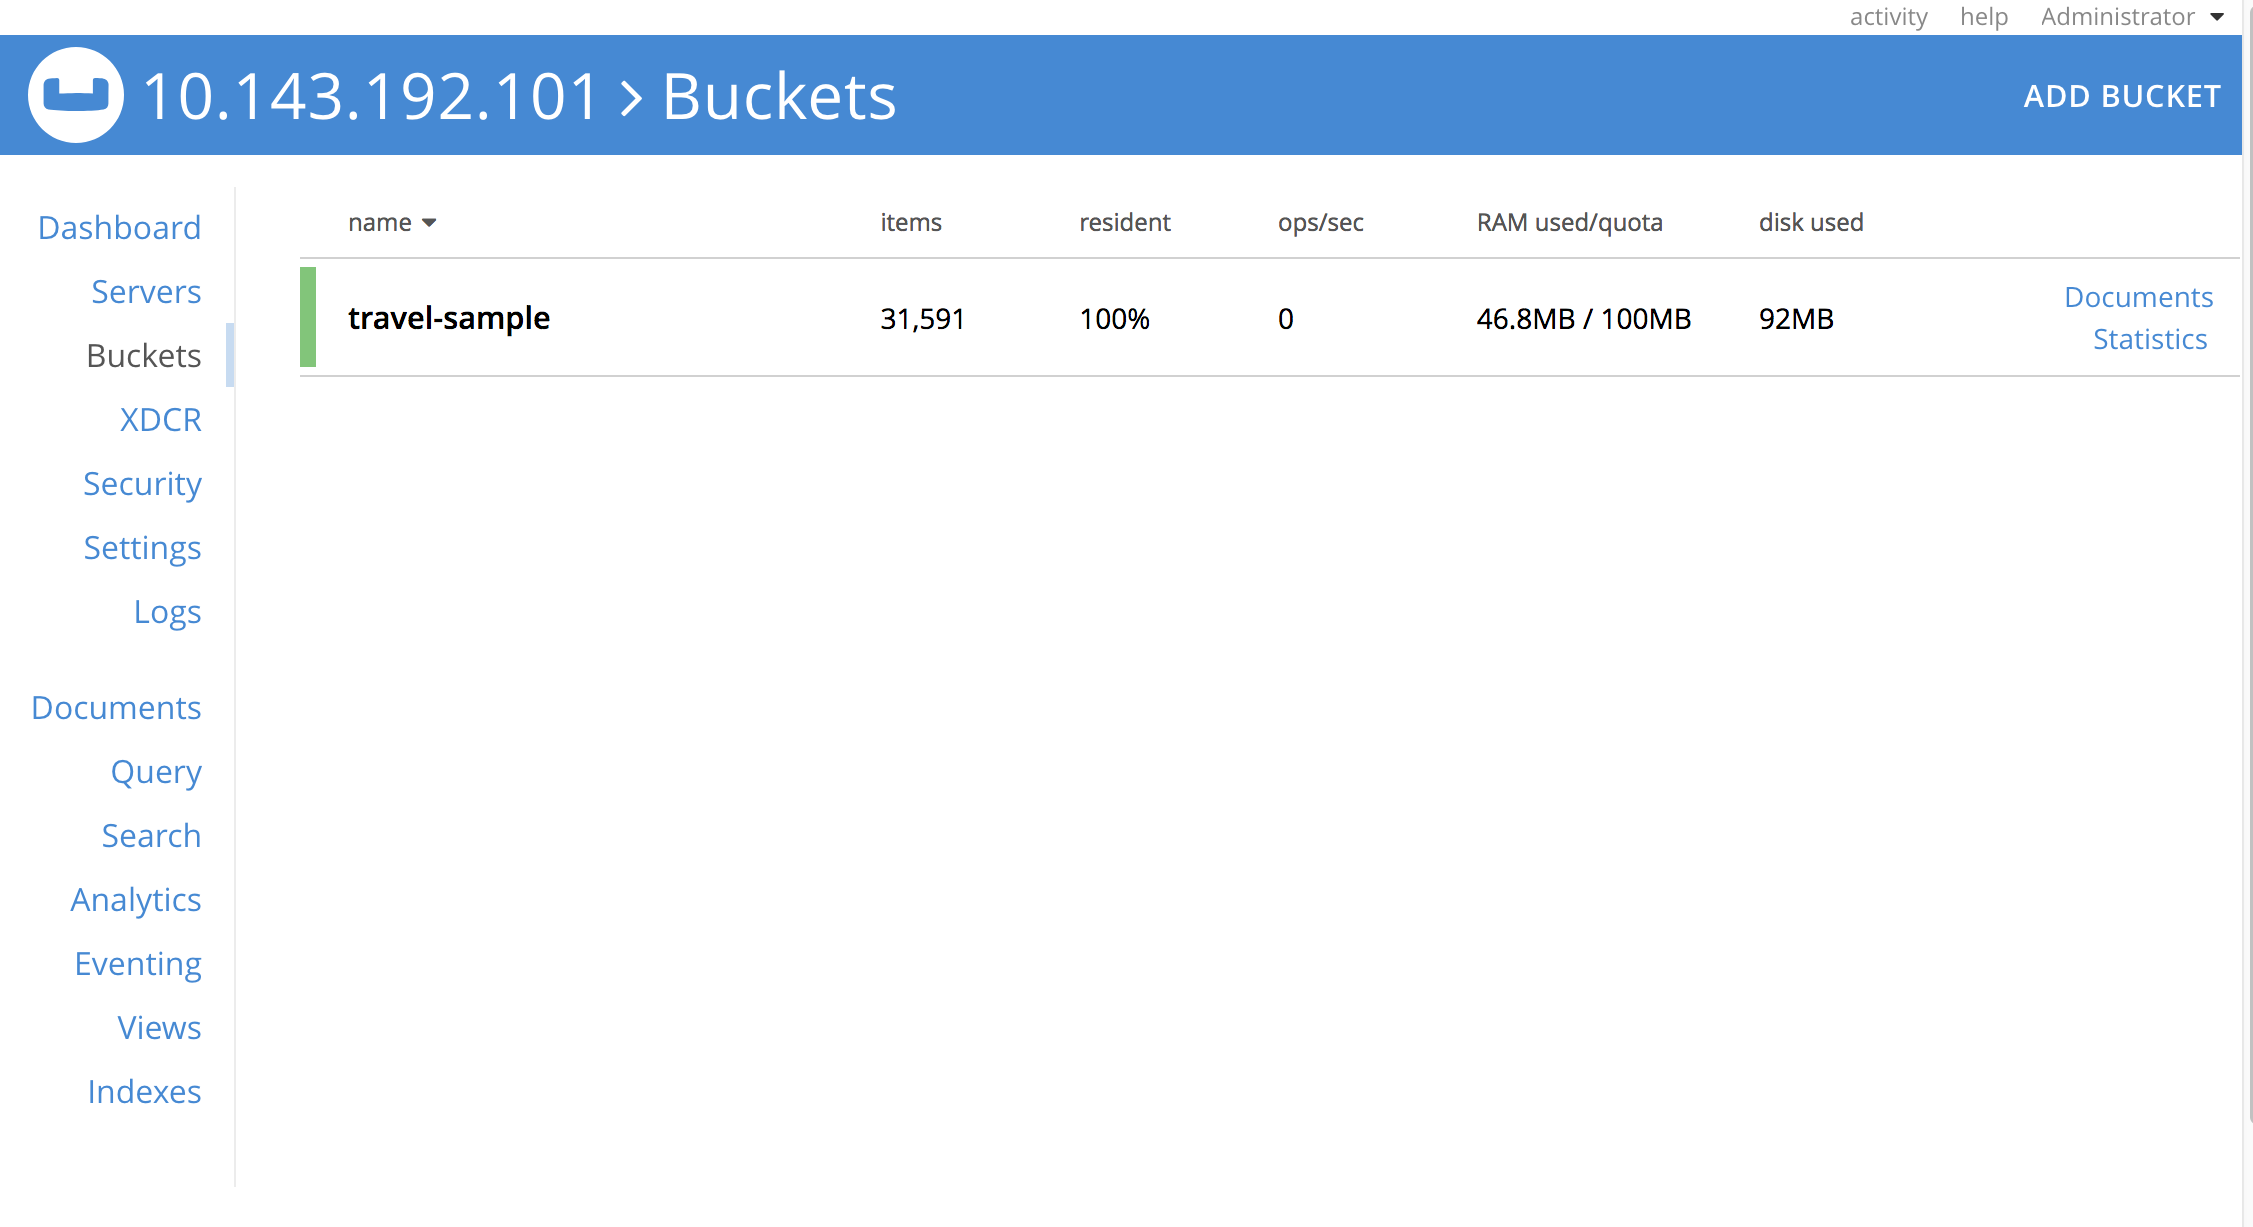 activity help Administrator
10.143.192.101 > Buckets ADD BUCKET
Dashboard
Servers
Buckets
XDCR
Security
Settings
Logs
Documents
Query
Search
Analytics
Eventing
Views
Indexes
name items resident ops/sec RAM used/quota disk used
travel-sample 31,591 100% 0 46.8MB / 100MB 92MB
Documents
Statistics